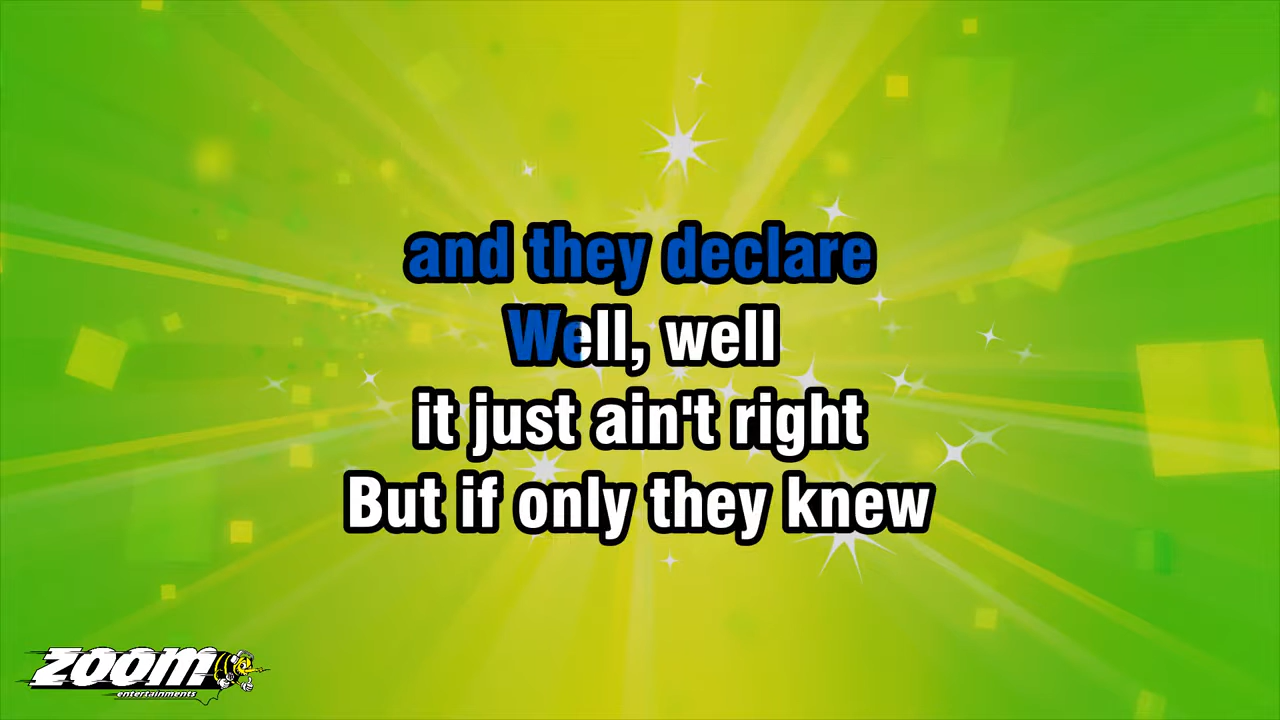 and they declare
Well, well
it just ain't right
But if only they knew
ZOOM
entertainments